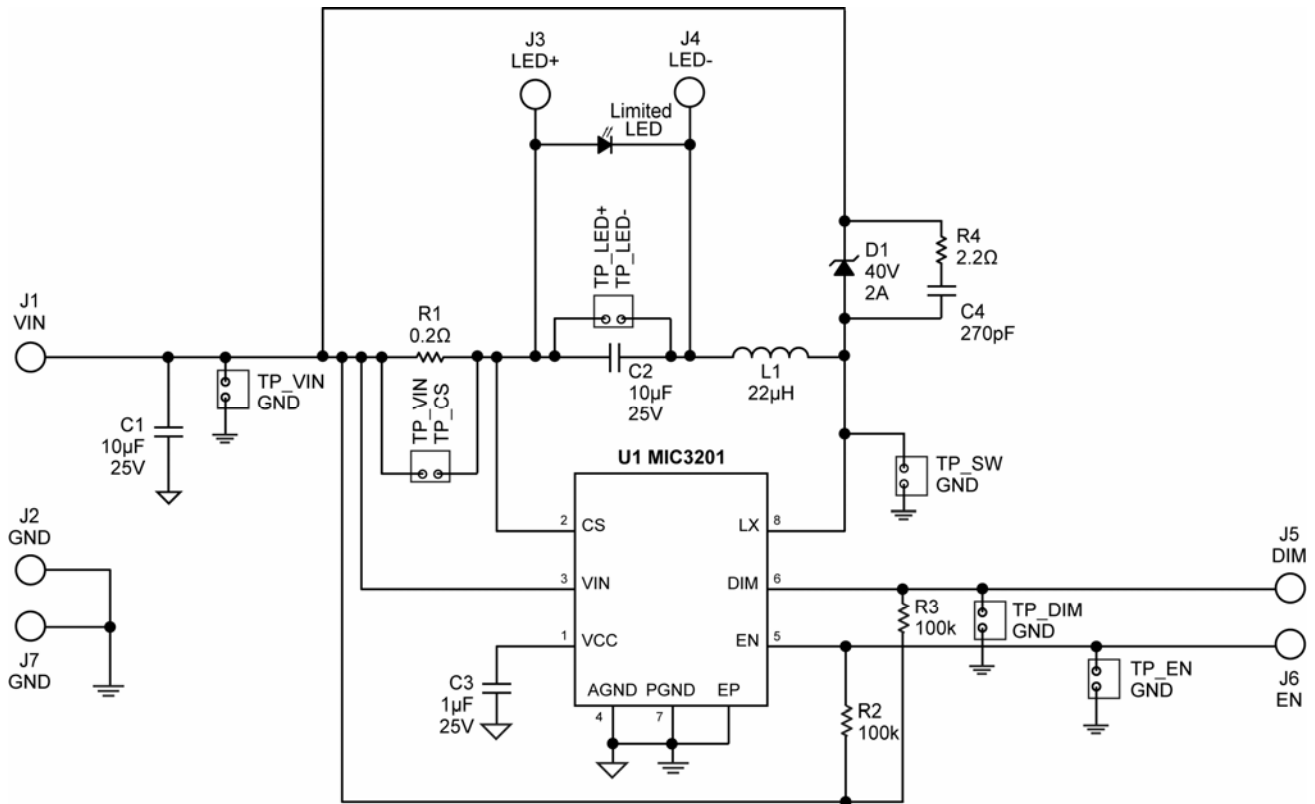 J3
LED+
J4
LED-
Limited
LED
TP_LED+
TP_LED-
R4
2.2Ω
D1
40V
2A
C4
270pF
J1
VIN
R1
0.2Ω
C2
10µF
25V
L1
22µH
TP_VIN
GND
C1
10µF
25V
TP_VIN
TP_CS
U1 MIC3201
TP_SW
GND
2
CS
LX
8
J2
GND
J5
DIM
3
VIN
DIM
6
R3
100k
TP_DIM
GND
J7
GND
1
VCC
EN
5
TP_EN
GND
J6
EN
C3
1µF
25V
AGND
PGND
EP
4
7
R2
100k